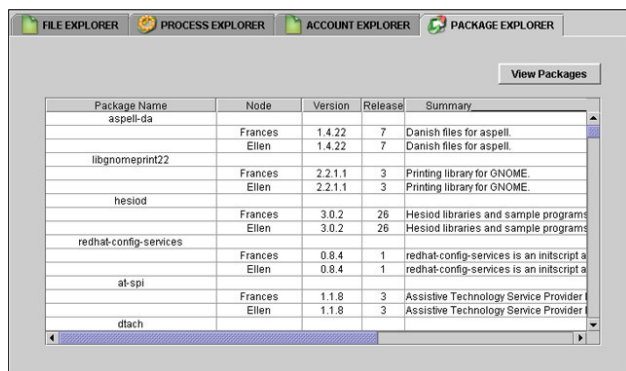 FILE EXPLORER PROCESS EXPLORER ACCOUNT EXPLORER PACKAGE EXPLORER
View Packages
Package Name Node Version Release Summary
aspell-da
Frances 1.4.22 7 Danish files for aspell.
Ellen 1.4.22 7 Danish files for aspell.
libgnomeprint22
Frances 2.2.1.1 3 Printing library for GNOME.
Ellen 2.2.1.1 3 Printing library for GNOME.
hesiod
Frances 3.0.2 26 Hesiod libraries and sample programs
Ellen 3.0.2 26 Hesiod libraries and sample programs
redhat-config-services
Frances 0.8.4 1 redhat-config-services is an initscript a
Ellen 0.8.4 1 redhat-config-services is an initscript a
at-spi
Frances 1.1.8 3 Assistive Technology Service Provider
Ellen 1.1.8 3 Assistive Technology Service Provider
dtach